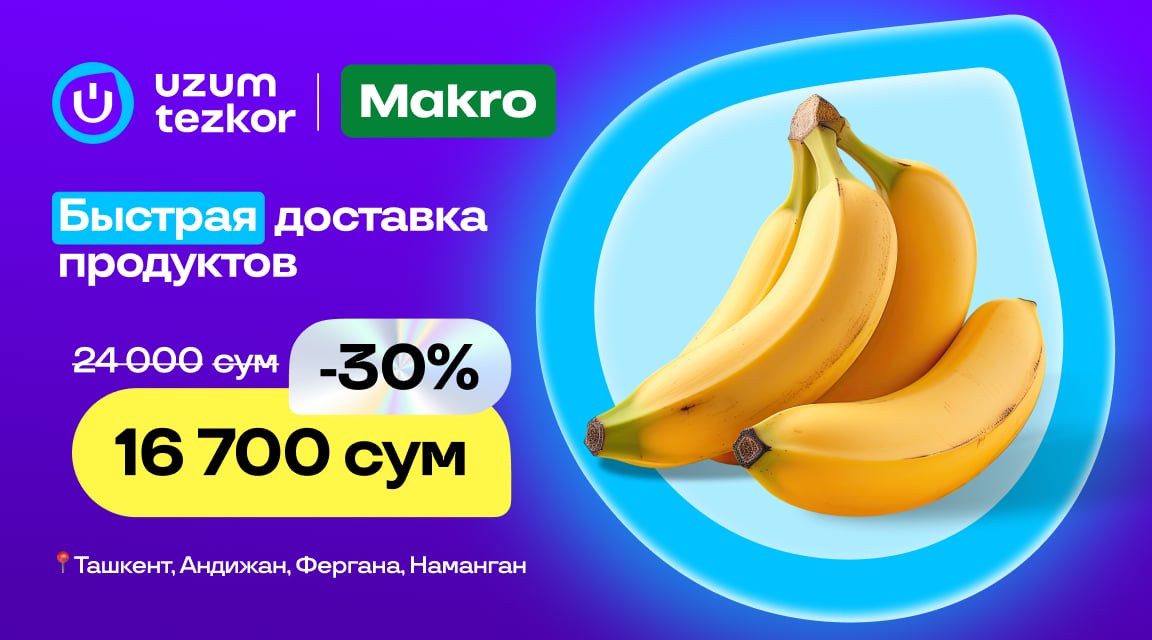 uzum
tezkor
Makro
Быстрая доставка
продуктов
24 000 сум
-30%
16 700 сум
Ташкент, Андижан, Фергана, Наманган